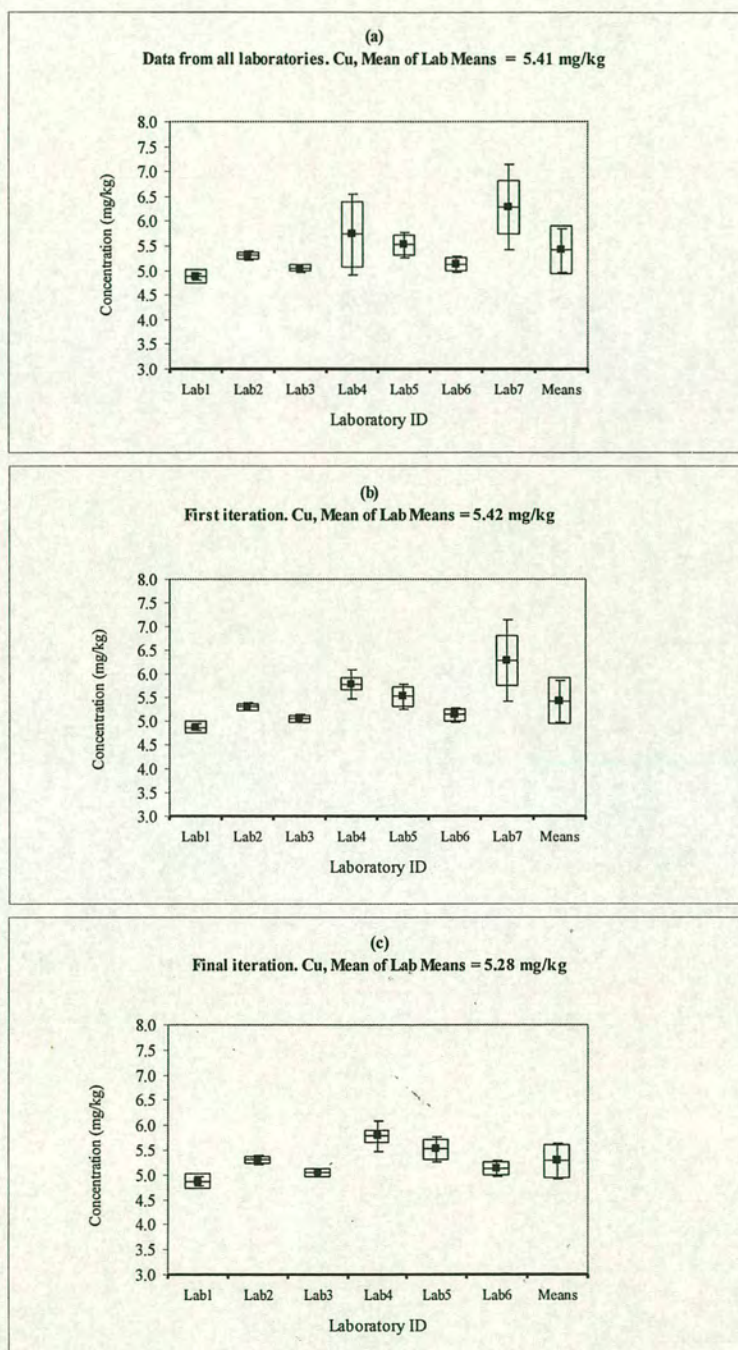 (a)
Data from all laboratories. Cu, Mean of Lab Means = 5.41 mg/kg
8.0
7.5
7.0
6.5
6.0
5.5
5.0
4.5
4.0
3.5
3.0
Concentration (mg/kg)
Lab1 Lab2 Lab3 Lab4 Lab5 Lab6 Lab7 Means
Laboratory ID
(b)
First iteration. Cu, Mean of Lab Means = 5.42 mg/kg
8.0
7.5
7.0
6.5
6.0
5.5
5.0
4.5
4.0
3.5
3.0
Concentration (mg/kg)
Lab1 Lab2 Lab3 Lab4 Lab5 Lab6 Lab7 Means
Laboratory ID
(c)
Final iteration. Cu, Mean of Lab Means = 5.28 mg/kg
8.0
7.5
7.0
6.5
6.0
5.5
5.0
4.5
4.0
3.5
3.0
Concentration (mg/kg)
Lab1 Lab2 Lab3 Lab4 Lab5 Lab6 Means
Laboratory ID